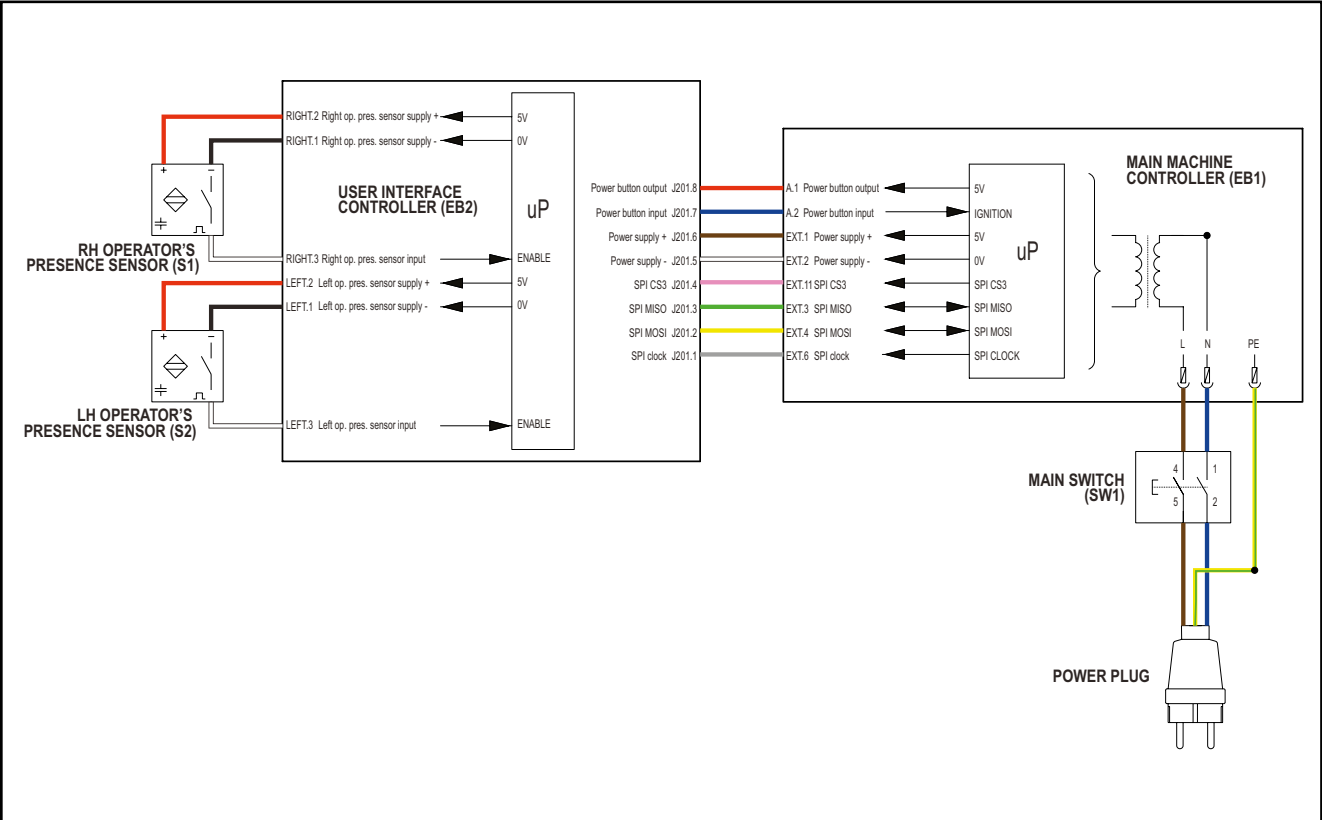 RIGHT.2 Right op. pres. sensor supply +
5V
RIGHT.1 Right op. pres. sensor supply -
0V
+
-
USER INTERFACE
CONTROLLER (EB2)
uP
RH OPERATOR'S
PRESENCE SENSOR (S1)
RIGHT.3 Right op. pres. sensor input
ENABLE
LEFT.2 Left op. pres. sensor supply +
5V
LEFT.1 Left op. pres. sensor supply -
0V
+
-
LH OPERATOR'S
PRESENCE SENSOR (S2)
LEFT.3 Left op. pres. sensor input
ENABLE
Power button output J201.8
Power button input J201.7
Power supply + J201.6
Power supply - J201.5
SPI CS3 J201.4
SPI MISO J201.3
SPI MOSI J201.2
SPI clock J201.1
MAIN MACHINE
CONTROLLER (EB1)
A.1 Power button output
5V
A.2 Power button input
IGNITION
EXT.1 Power supply +
5V
EXT.2 Power supply -
0V
EXT.11 SPI CS3
SPI CS3
EXT.3 SPI MISO
SPI MISO
EXT.4 SPI MOSI
SPI MOSI
EXT.6 SPI clock
SPI CLOCK
uP
L N PE
MAIN SWITCH
(SW1)
4 1
5 2
POWER PLUG